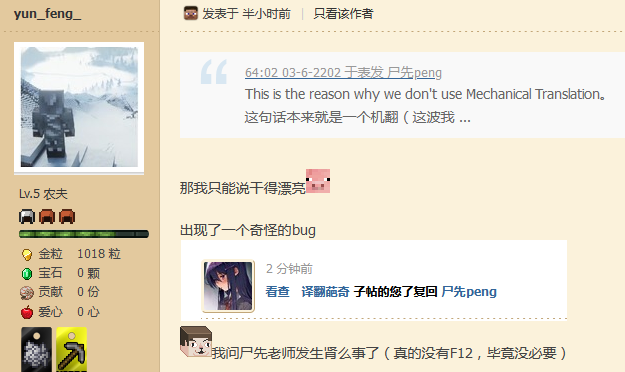 yun_feng_
发表于 半小时前 | 只看该作者
64:02 03-6-2202 于表发 尸先peng
This is the reason why we don't use Mechanical Translation。
这句话本来就是一个机翻（这波我 ...
Lv.5 农夫
那我只能说干得漂亮
出现了一个奇怪的bug
金粒 1018 粒
宝石 0 颗
贡献 0 份
爱心 0 心
2 分钟前
看查 译翻葩奇 子帖的您了复回 尸先peng
我问尸先老师发生肾么事了（真的没有F12，毕竟没必要）